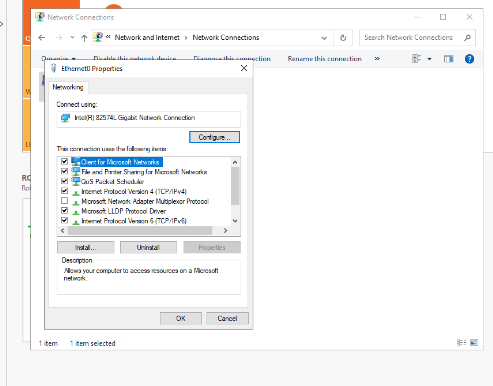 Network Connections
Network and Internet > Network Connections
Search Network Connections
Organize
Disable this network device
Diagnose this connection
Rename this connection
»
Ethernet0 Properties
Networking
Connect using:
Intel(R) 82574L Gigabit Network Connection
Configure...
This connection uses the following items:
Client for Microsoft Networks
File and Printer Sharing for Microsoft Networks
QoS Packet Scheduler
Internet Protocol Version 4 (TCP/IPv4)
Microsoft Network Adapter Multiplexor Protocol
Microsoft LLDP Protocol Driver
Internet Protocol Version 6 (TCP/IPv6)
Install...
Uninstall
Properties
Description
Allows your computer to access resources on a Microsoft
network.
OK
Cancel
1 item
1 item selected